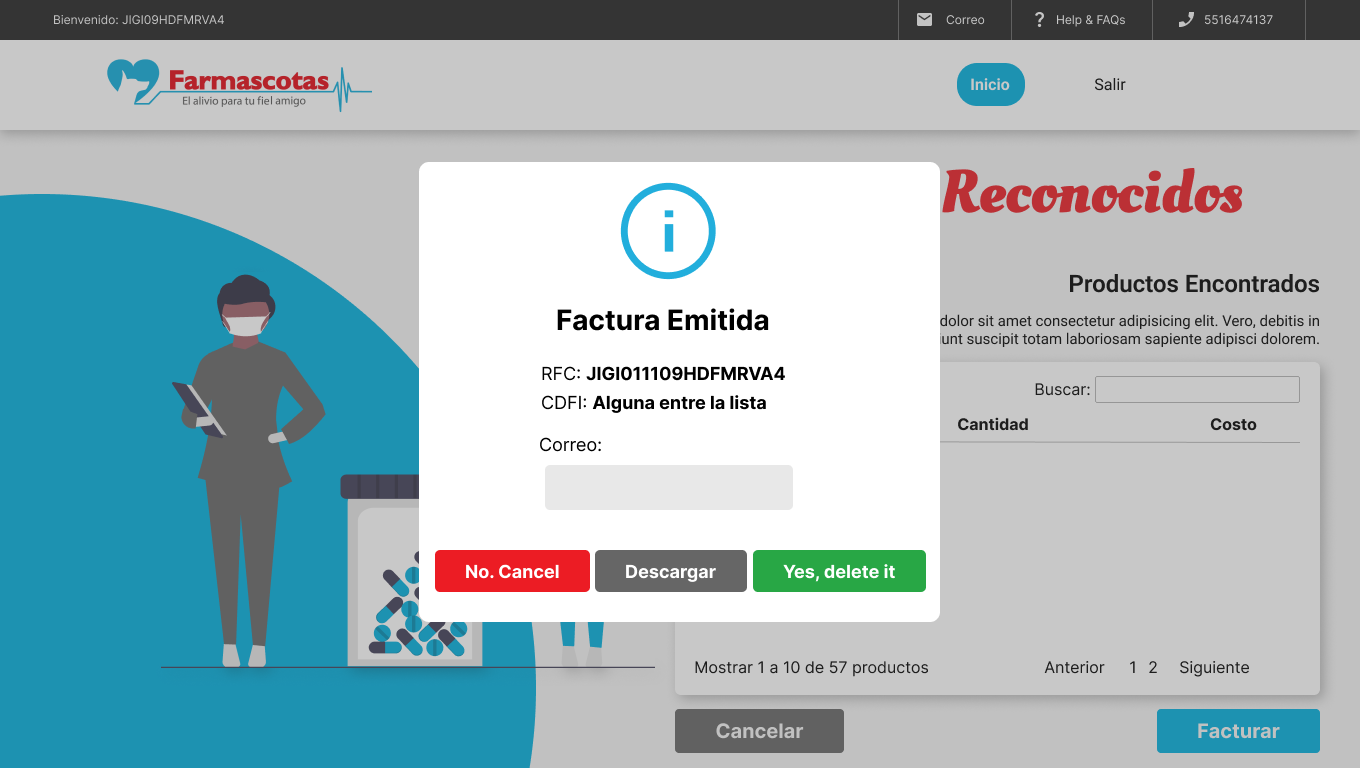 Bienvenido: JIGI09HDFMRVA4
Correo
Help & FAQs
5516474137
Farmascotas
El alivio para tu fiel amigo
Inicio
Salir
Reconocidos
Productos Encontrados
dolor sit amet consectetur adipisicing elit. Vero, debitis in
unt suscipit totam laboriosam sapiente adipisci dolorem.
Buscar:
Cantidad
Costo
Factura Emitida
RFC: JIGI011109HDFMRVA4
CDFI: Alguna entre la lista
Correo:
No. Cancel
Descargar
Yes, delete it
Mostrar 1 a 10 de 57 productos
Anterior 1 2 Siguiente
Cancelar
Facturar